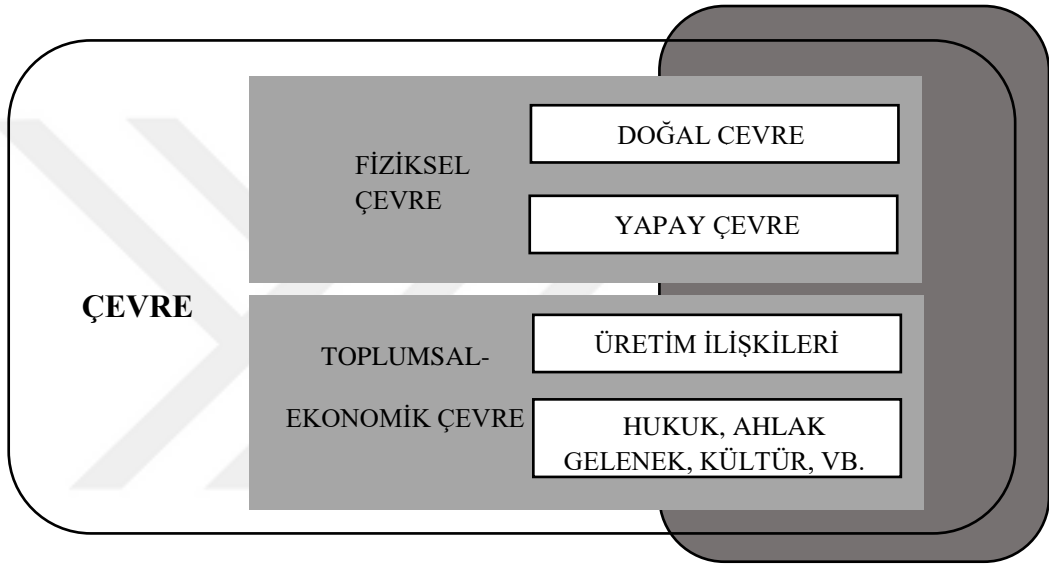 ÇEVRE
FİZİKSEL
ÇEVRE
DOĞAL CEVRE
YAPAY ÇEVRE
TOPLUMSAL-
EKONOMİK ÇEVRE
ÜRETİM İLİŞKİLERİ
HUKUK, AHLAK
GELENEK, KÜLTÜR, VB.